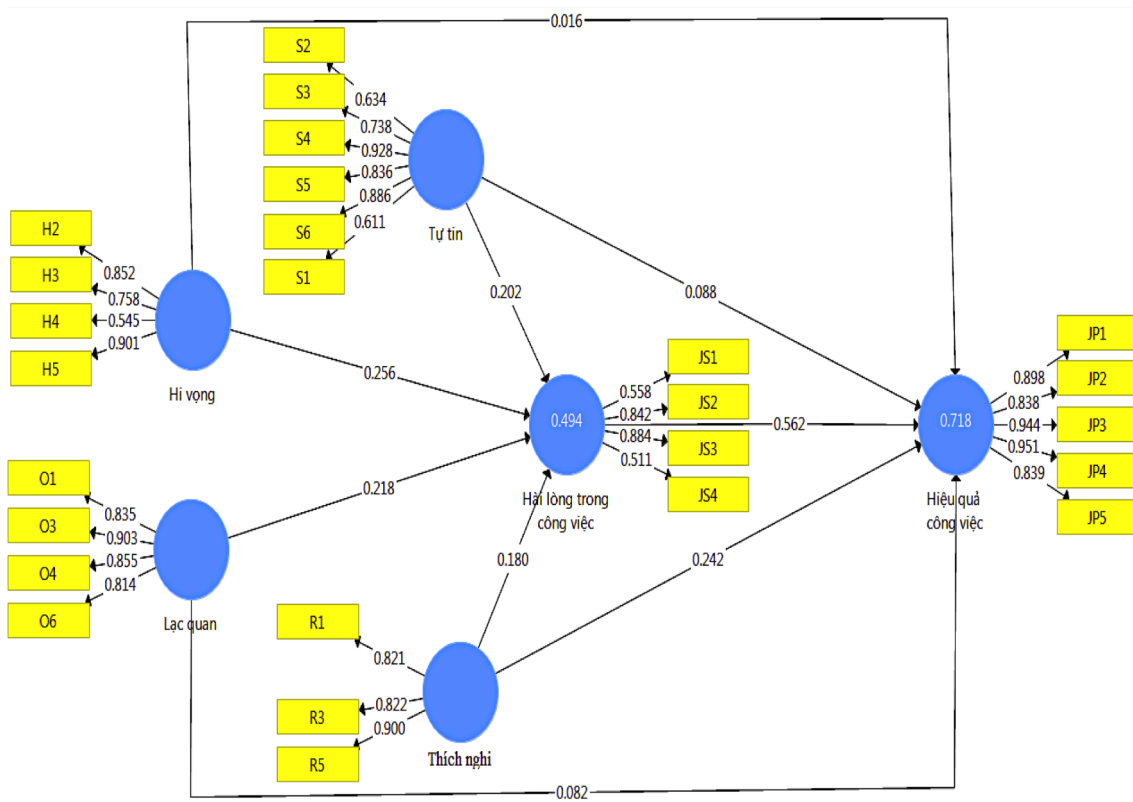 0.016
S2
S3
S4
S5
S6
S1
0.634
0.738
0.928
0.836
0.886
0.611
Tự tin
H2
H3
H4
H5
0.852
0.758
0.545
0.901
Hi vọng
0.202
0.088
0.256
JS1
JS2
JS3
JS4
0.558
0.842
0.884
0.511
0.494
Hài lòng trong
công việc
0.562
0.718
Hiệu quả
công việc
JP1
JP2
JP3
JP4
JP5
0.898
0.838
0.944
0.951
0.839
O1
O3
O4
O6
0.835
0.903
0.855
0.814
Lạc quan
0.218
0.180
0.242
R1
R3
R5
0.821
0.822
0.900
Thích nghi
0.082